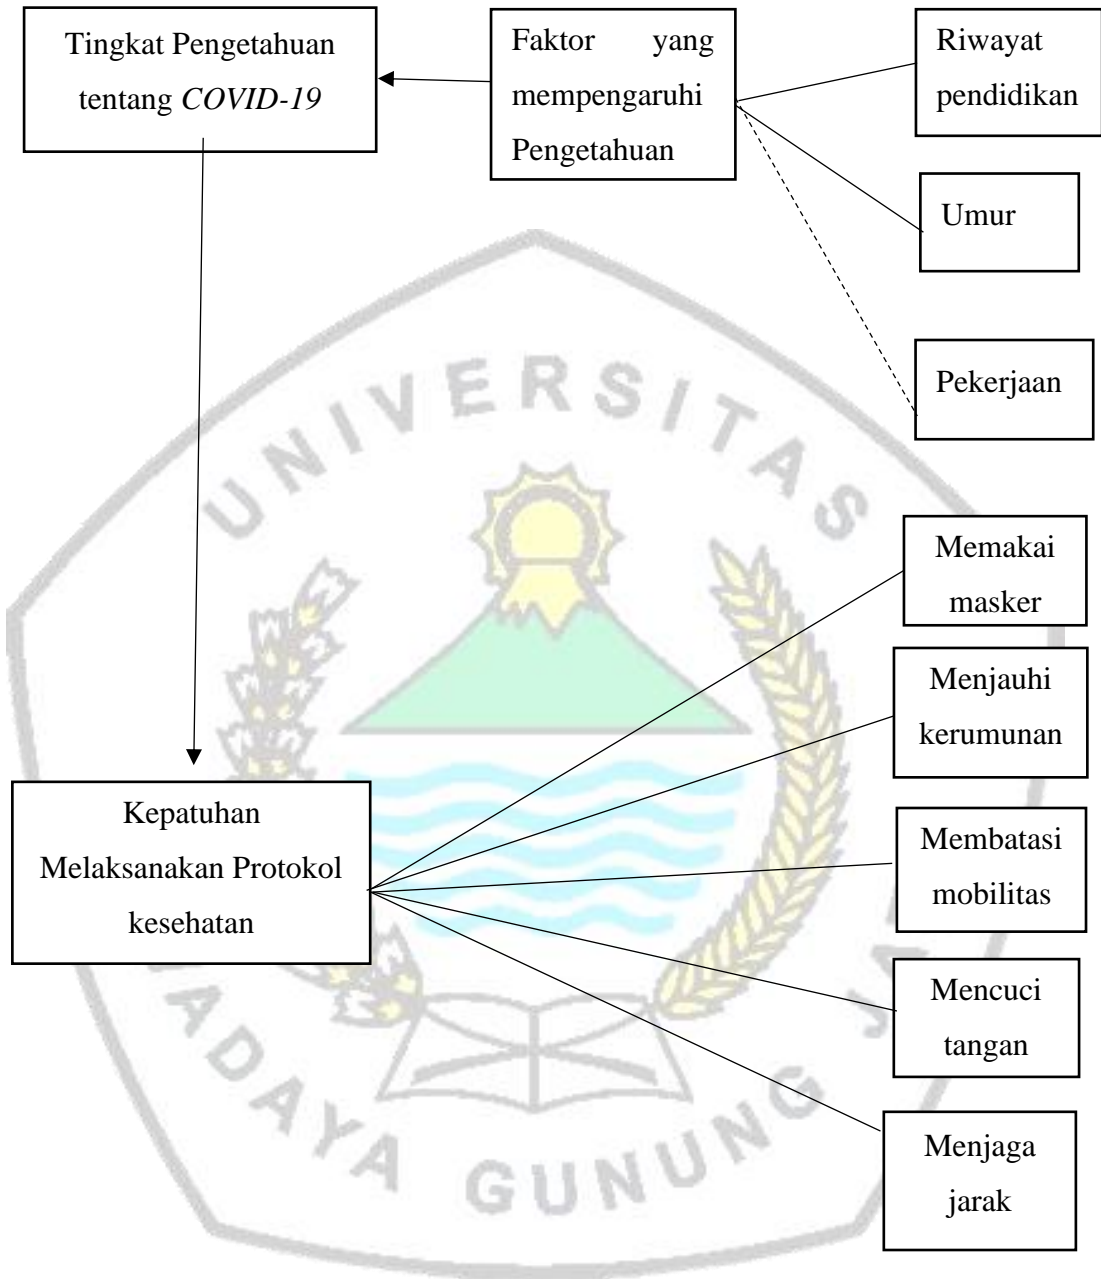 Tingkat Pengetahuan
tentang COVID-19
Faktor yang
mempengaruhi
Pengetahuan
Riwayat
pendidikan
Umur
Pekerjaan
UNIVERSITAS
Memakai
masker
Menjauhi
kerumunan
Kepatuhan
Melaksanakan Protokol
kesehatan
Membatasi
mobilitas
Mencuci
tangan
Menjaga
jarak
ADAYA GUNUNG